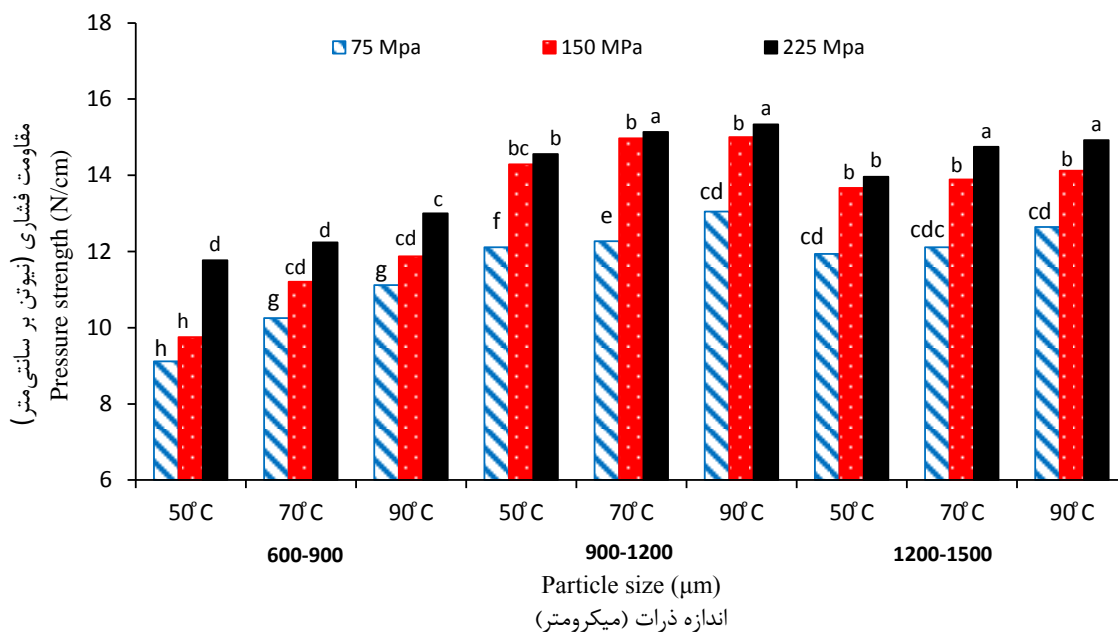 18
16
14
12
10
8
6
مقاومت فشاری (نیوتن بر سانتی‌متر)
Pressure strength (N/cm)
75 Mpa 150 MPa 225 Mpa
h h d g cd d g cd c f bc b e b a cd b a cd b b cdc b a cd b a
50°C 70°C 90°C 50°C 70°C 90°C 50°C 70°C 90°C
600-900 900-1200 1200-1500
Particle size (μm)
اندازه ذرات (میکرومتر)